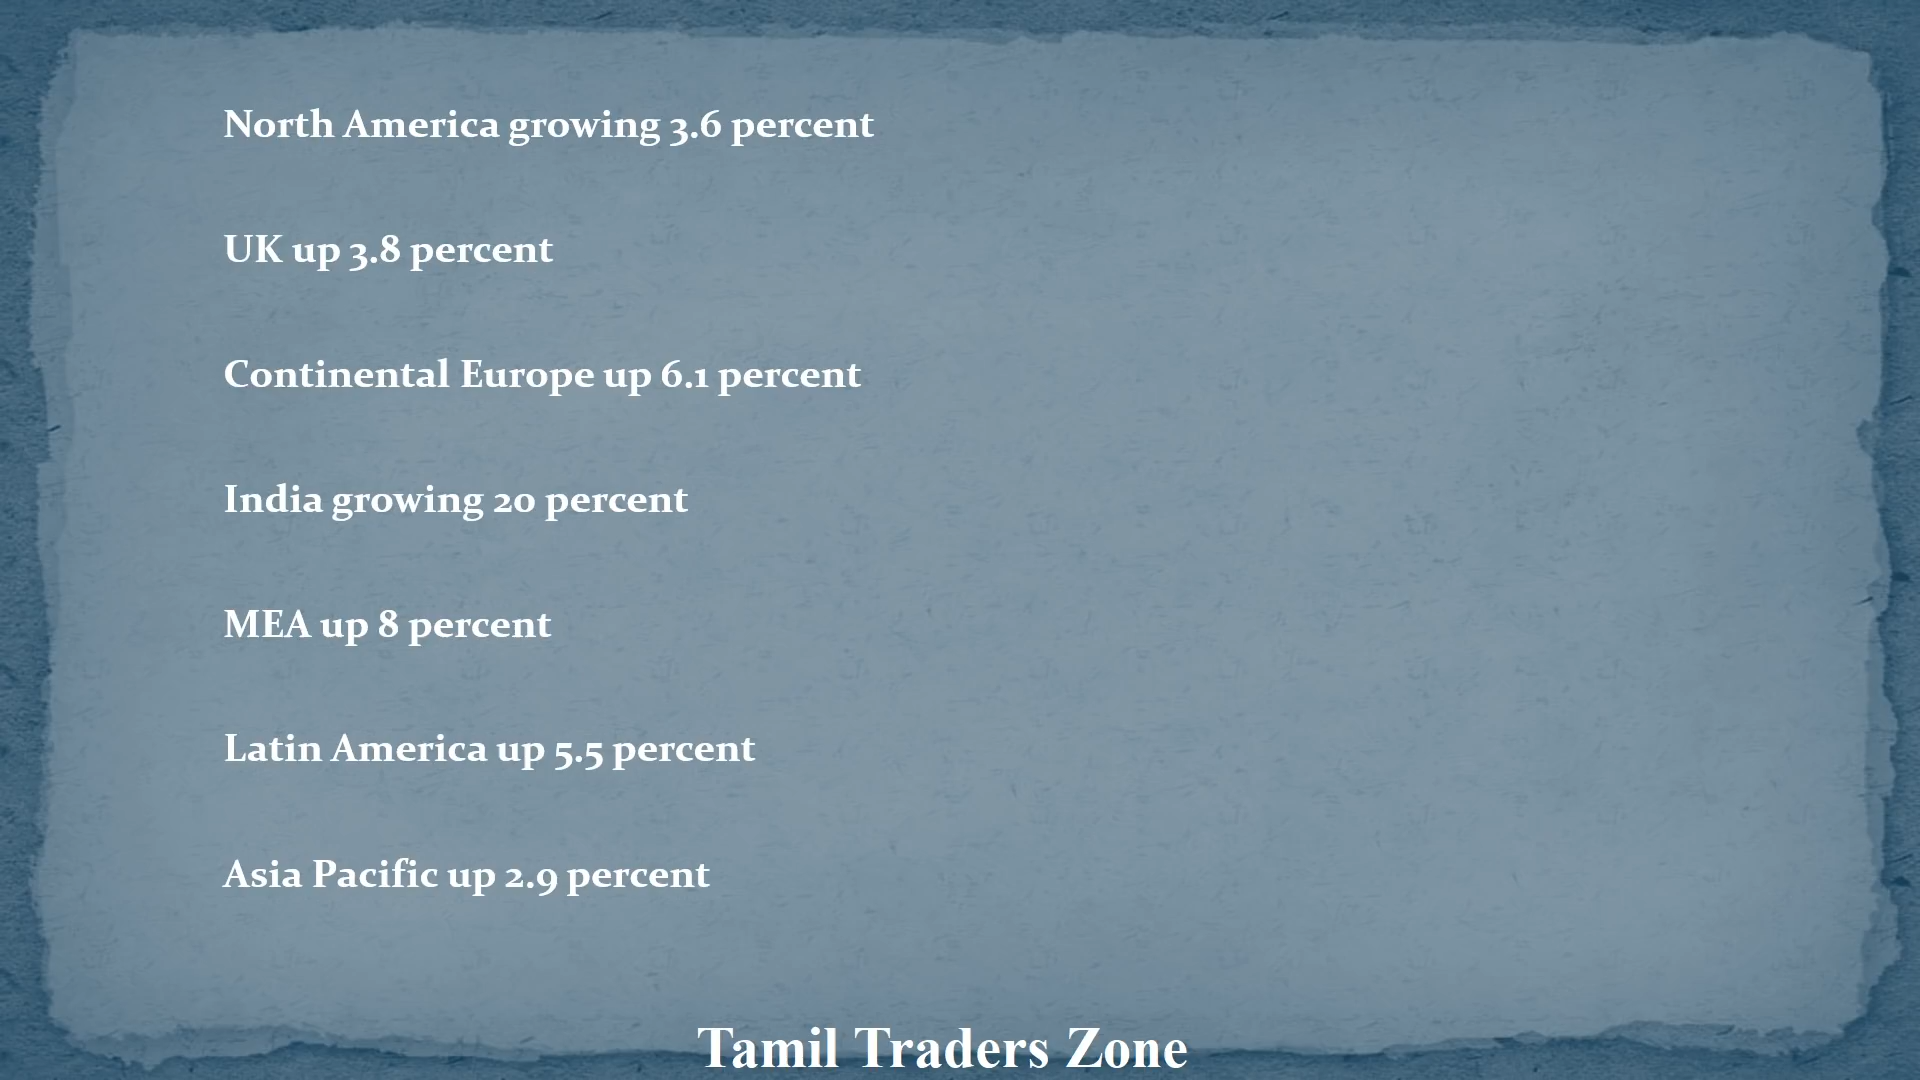 North America growing 3.6 percent
UK up 3.8 percent
Continental Europe up 6.1 percent
India growing 20 percent
MEA up 8 percent
Latin America up 5.5 percent
Asia Pacific up 2.9 percent
Tamil Traders Zone